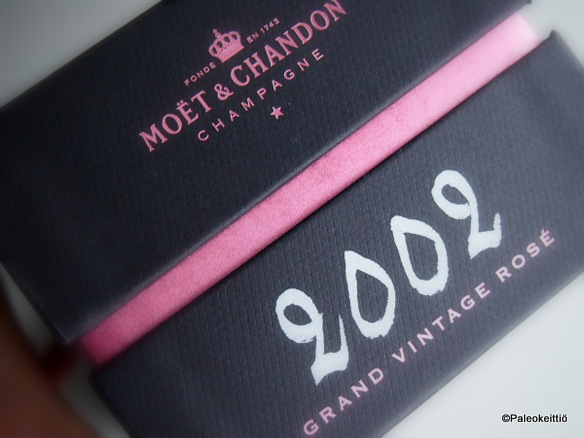 FONDÉ EN 1743
MOËT & CHANDON
CHAMPAGNE
2002
GRAND VINTAGE ROSÉ
©Paleokeittiö